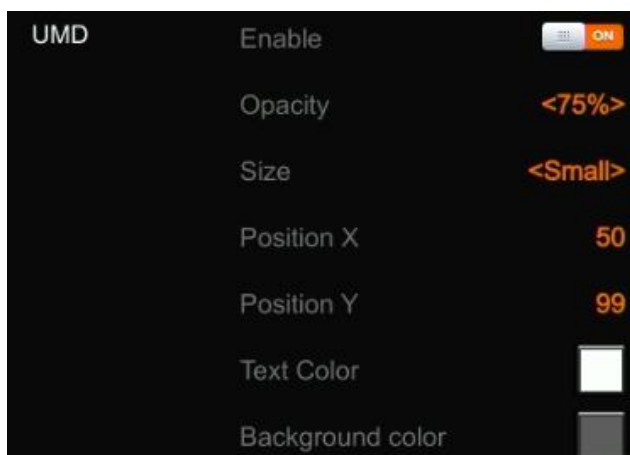 UMD Enable ON
Opacity <75%>
Size <Small>
Position X 50
Position Y 99
Text Color
Background color